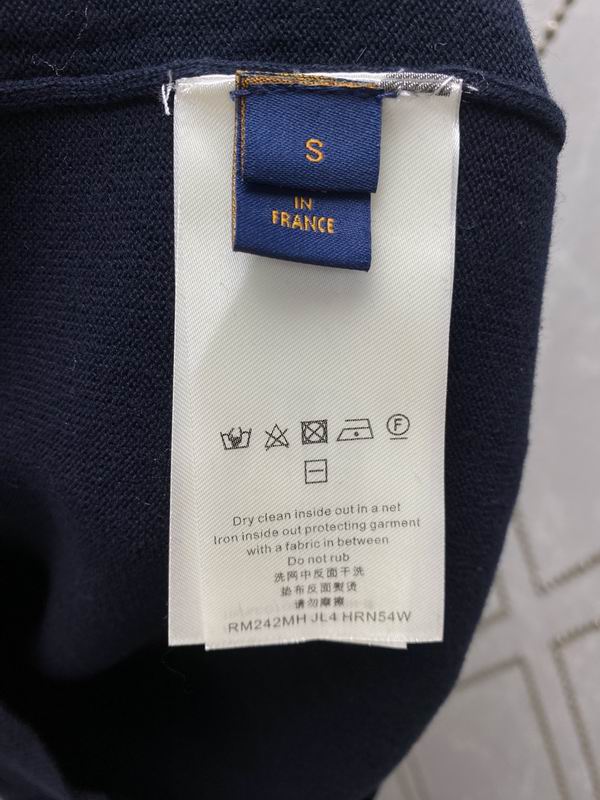 S
IN
FRANCE
F
Dry clean inside out in a net
Iron inside out protecting garment
with a fabric in between
Do not rub
洗网中反面干洗
垫布反面熨烫
请勿摩擦
RM242MH JL4 HRN54W